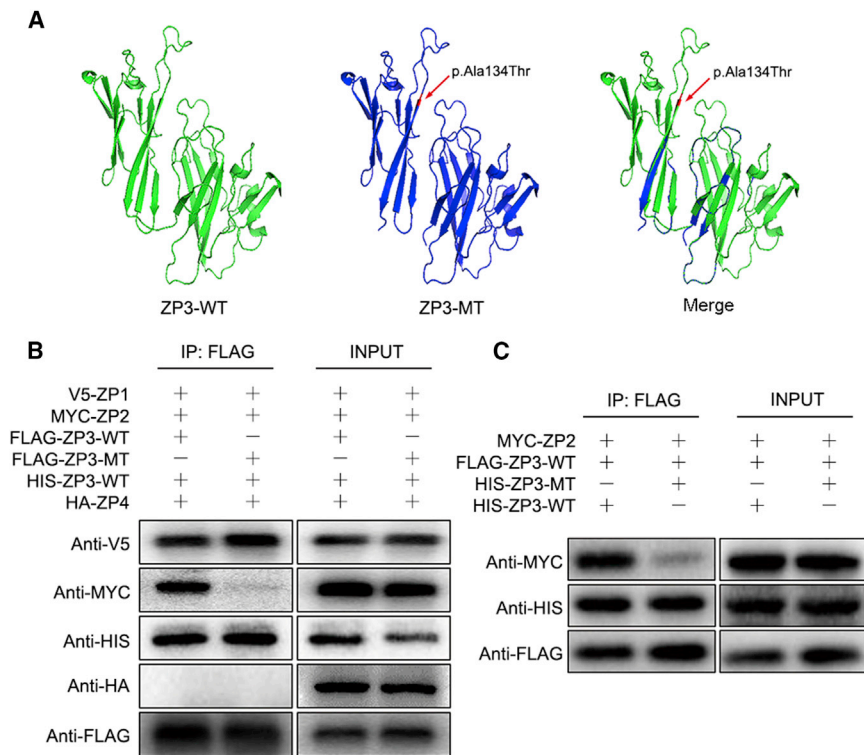 A
p.Ala134Thr
p.Ala134Thr
ZP3-WT
ZP3-MT
Merge
B
IP: FLAG
INPUT
V5-ZP1 + + + +
MYC-ZP2 + + + +
FLAG-ZP3-WT + − + −
FLAG-ZP3-MT − + − +
HIS-ZP3-WT + + + +
HA-ZP4 + + + +
Anti-V5
Anti-MYC
Anti-HIS
Anti-HA
Anti-FLAG
C
IP: FLAG
INPUT
MYC-ZP2 + + + +
FLAG-ZP3-WT + + + +
HIS-ZP3-MT − + − +
HIS-ZP3-WT + − + −
Anti-MYC
Anti-HIS
Anti-FLAG